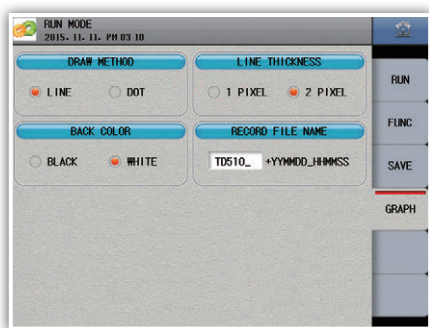 RUN MODE
2015. 11. 11. PM 03 10
DRAW METHOD
LINE DOT
LINE THICKNESS
1 PIXEL 2 PIXEL
BACK COLOR
BLACK WHITE
RECORD FILE NAME
TD510_ +YYMMDD_HHMMSS
RUN
FUNC
SAVE
GRAPH